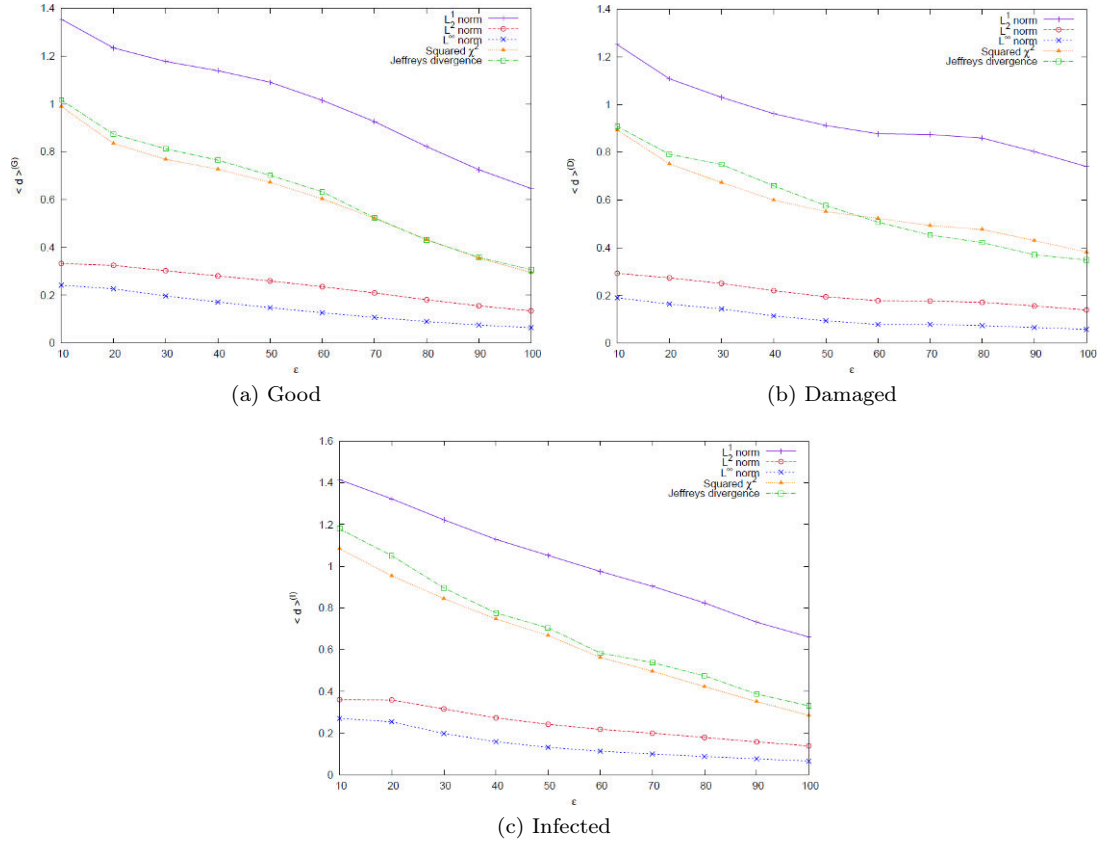 1.4
1.2
1
0.8
0.6
0.4
0.2
0
10 20 30 40 50 60 70 80 90 100
< d >(G)
ε
L1 norm
L2 norm
L∞ norm
Squared χ2
Jeffreys divergence
(a) Good
1.4
1.2
1
0.8
0.6
0.4
0.2
0
10 20 30 40 50 60 70 80 90 100
< d >(D)
ε
L1 norm
L2 norm
L∞ norm
Squared χ2
Jeffreys divergence
(b) Damaged
1.6
1.4
1.2
1
0.8
0.6
0.4
0.2
0
10 20 30 40 50 60 70 80 90 100
< d >(I)
ε
L1 norm
L2 norm
L∞ norm
Squared χ2
Jeffreys divergence
(c) Infected